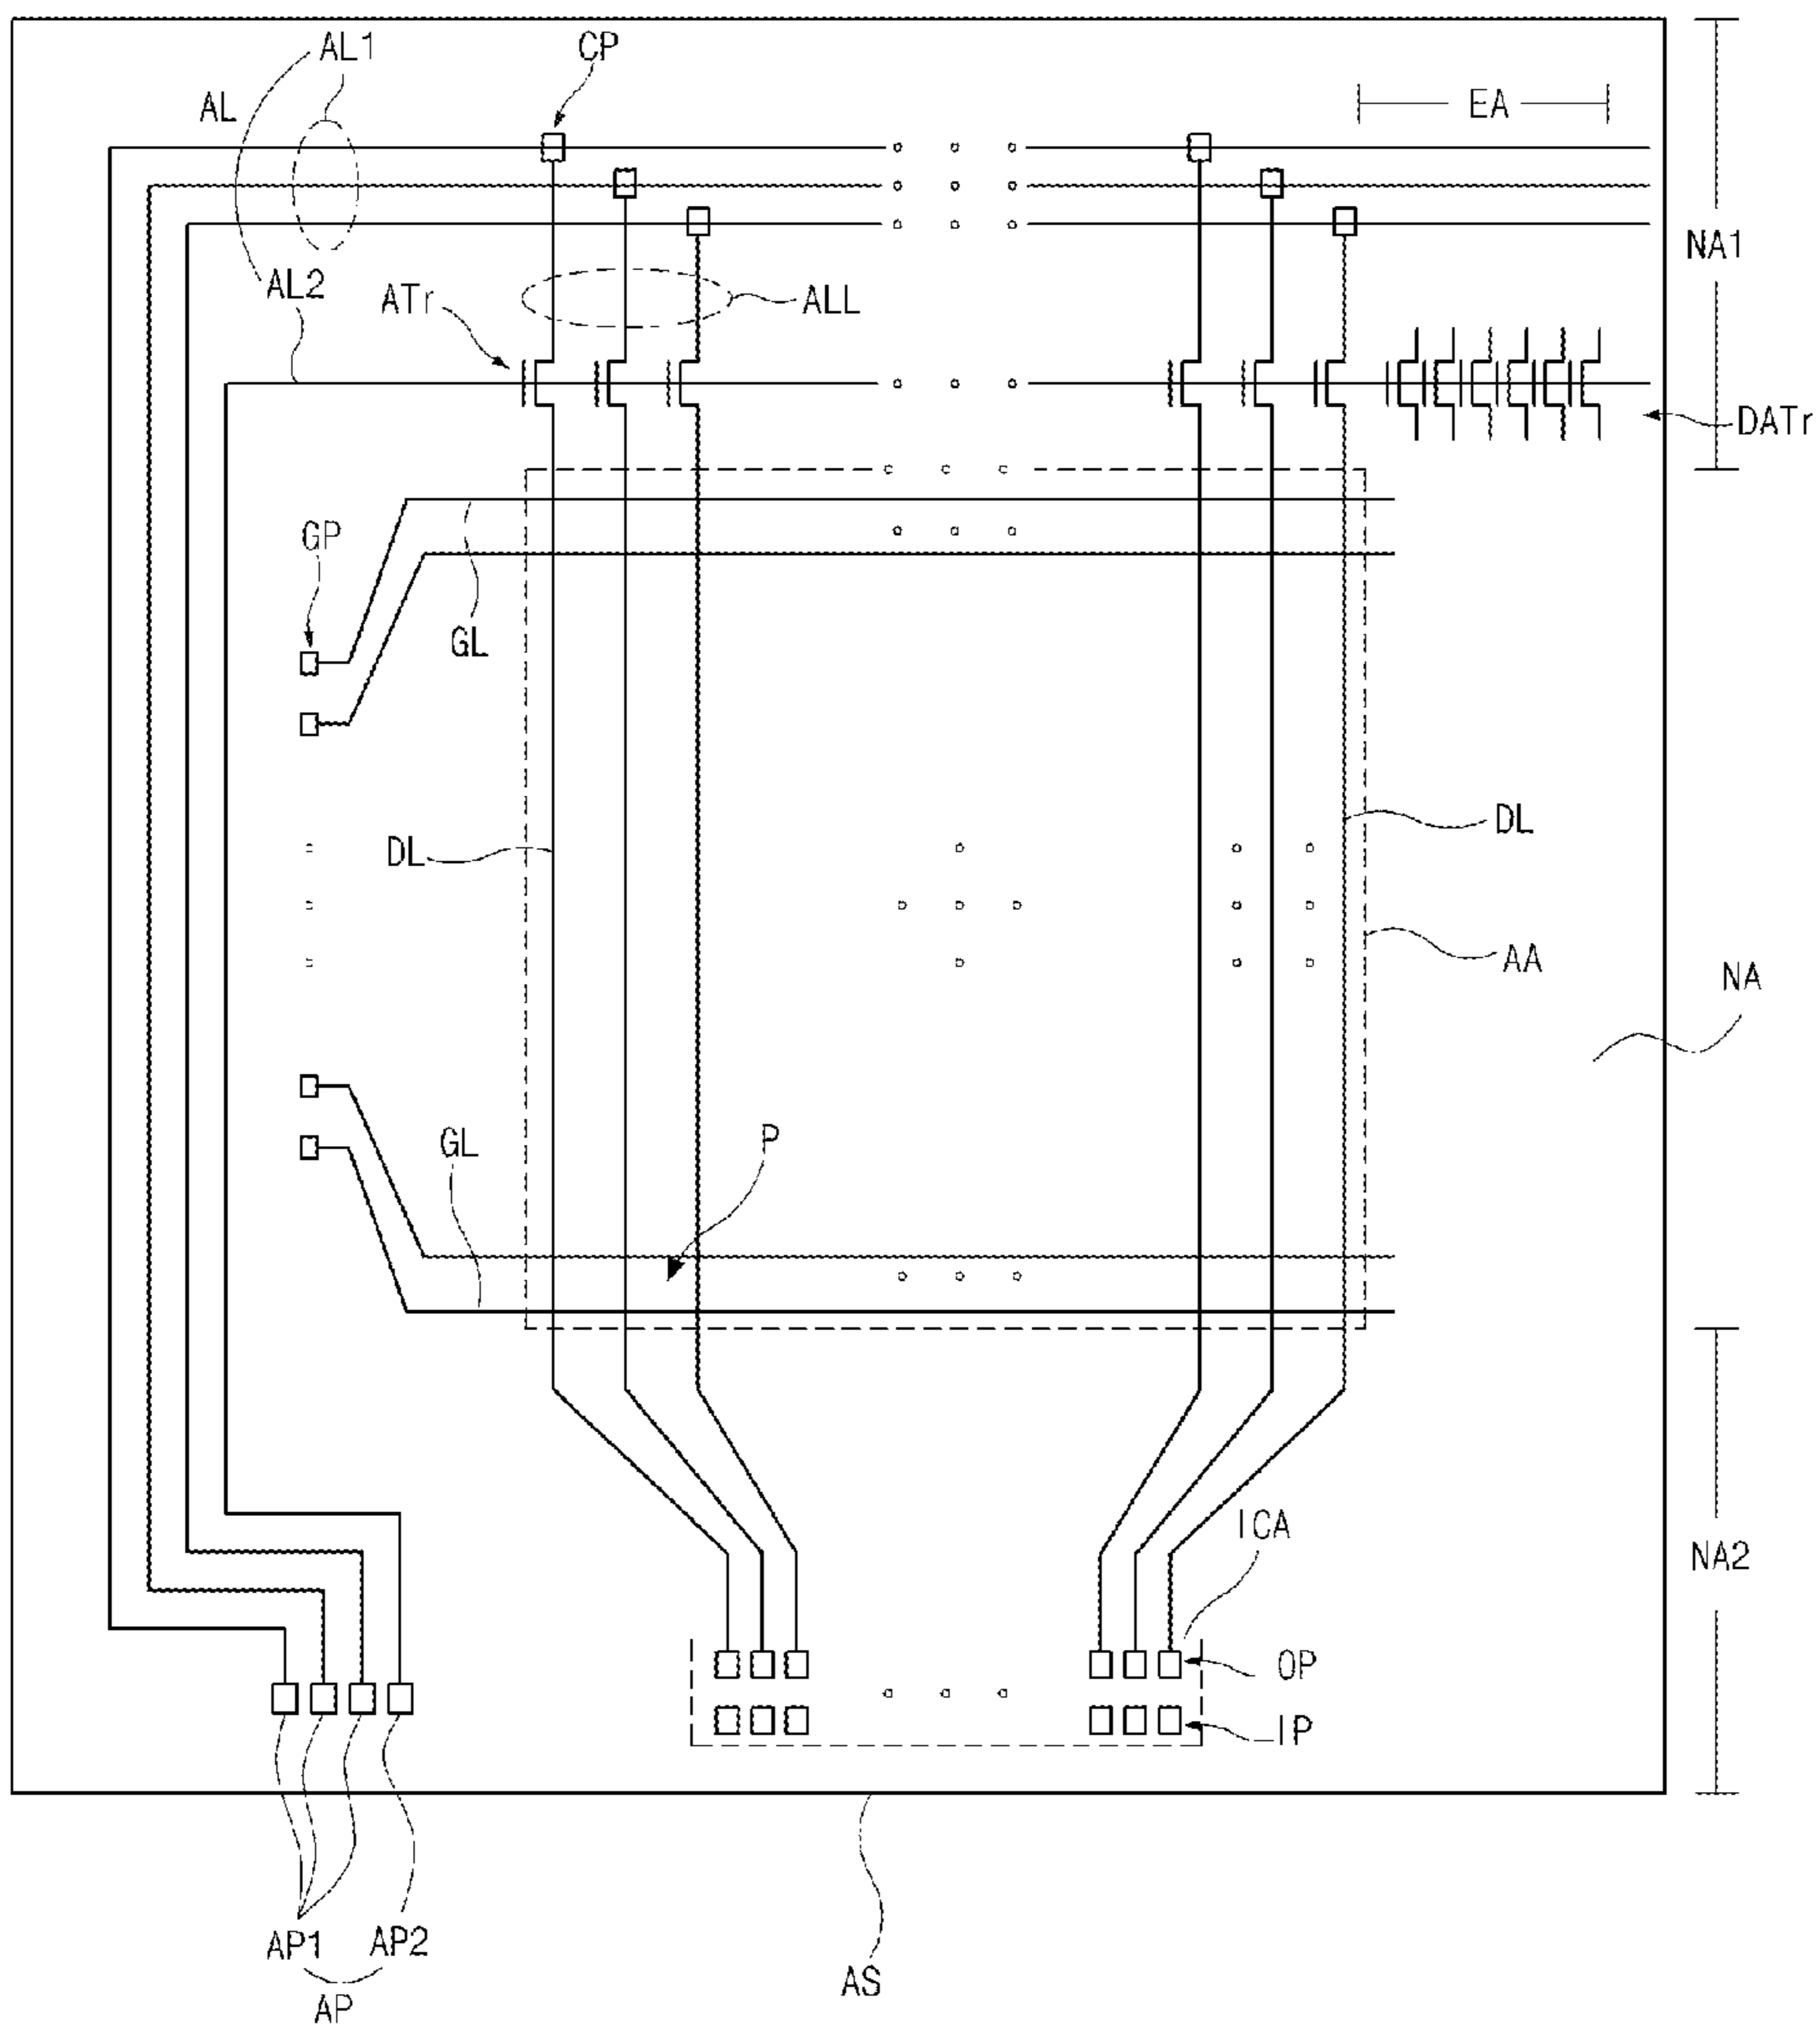 AL1
CP
AL
EA
NA1
AL2
ATr
ALL
DATr
GP
GL
DL
DL
AA
NA
GL
P
ICA
NA2
OP
IP
AP1
AP2
AS
AP